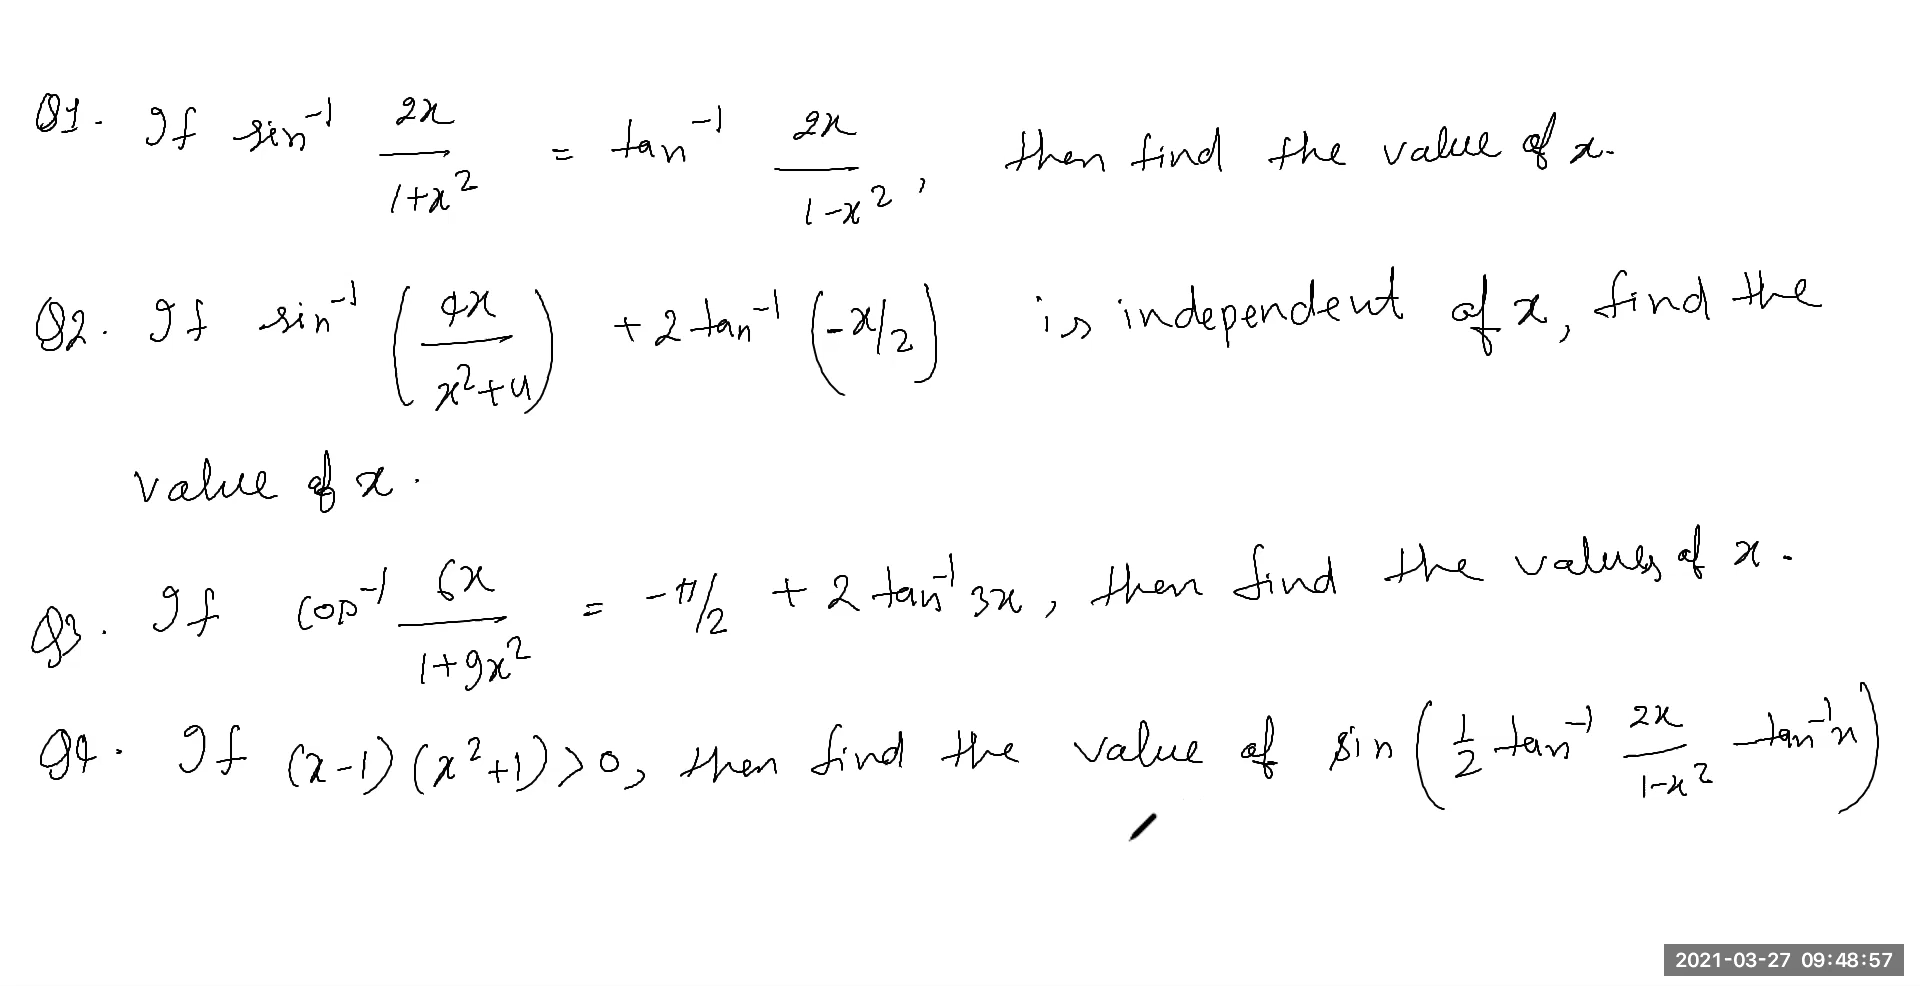 Q1. If sin⁻¹ 2x/(1+x²) = tan⁻¹ 2x/(1-x²), then find the value of x.
Q2. If sin⁻¹ (4x/(x²+4)) + 2 tan⁻¹ (-x/2) is independent of x, find the
value of x.
Q3. If cos⁻¹ 6x/(1+9x²) = -π/2 + 2 tan⁻¹ 3x, then find the values of x.
Q4. If (x-1)(x²+1)>0, then find the value of sin (1/2 tan⁻¹ 2x/(1-x²) - tan⁻¹x)
2021-03-27 09:48:57